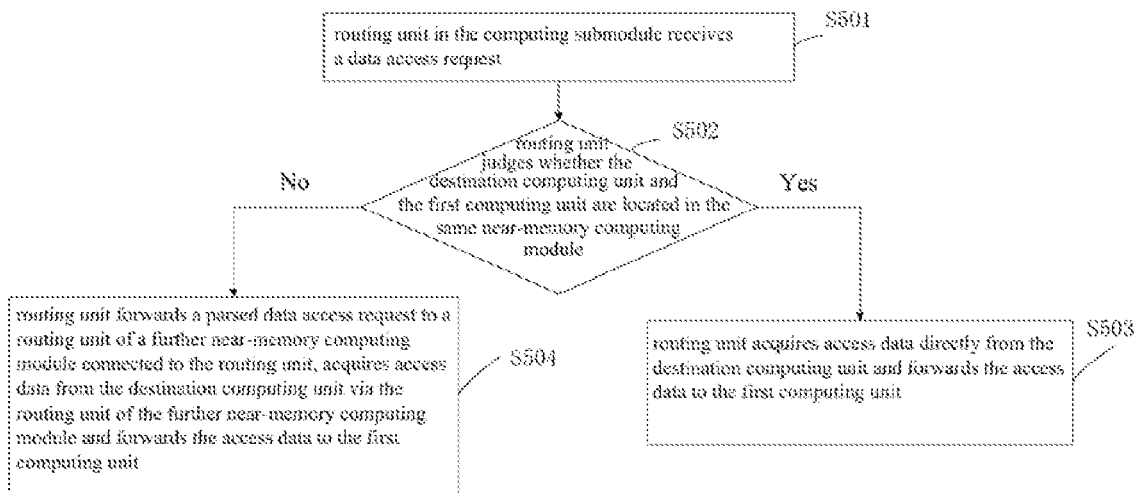 S501
routing unit in the computing submodule receives
a data access request
S502
routing unit
judges whether the
destination computing unit and
the first computing unit are located in the
same near-memory computing
module
No
Yes
routing unit forwards a parsed data access request to a
routing unit of a further near-memory computing
module connected to the routing unit, acquires access
data from the destination computing unit via the
routing unit of the further near-memory computing
module and forwards the access data to the first
computing unit
S504
routing unit acquires access data directly from the
destination computing unit and forwards the access
data to the first computing unit
S503